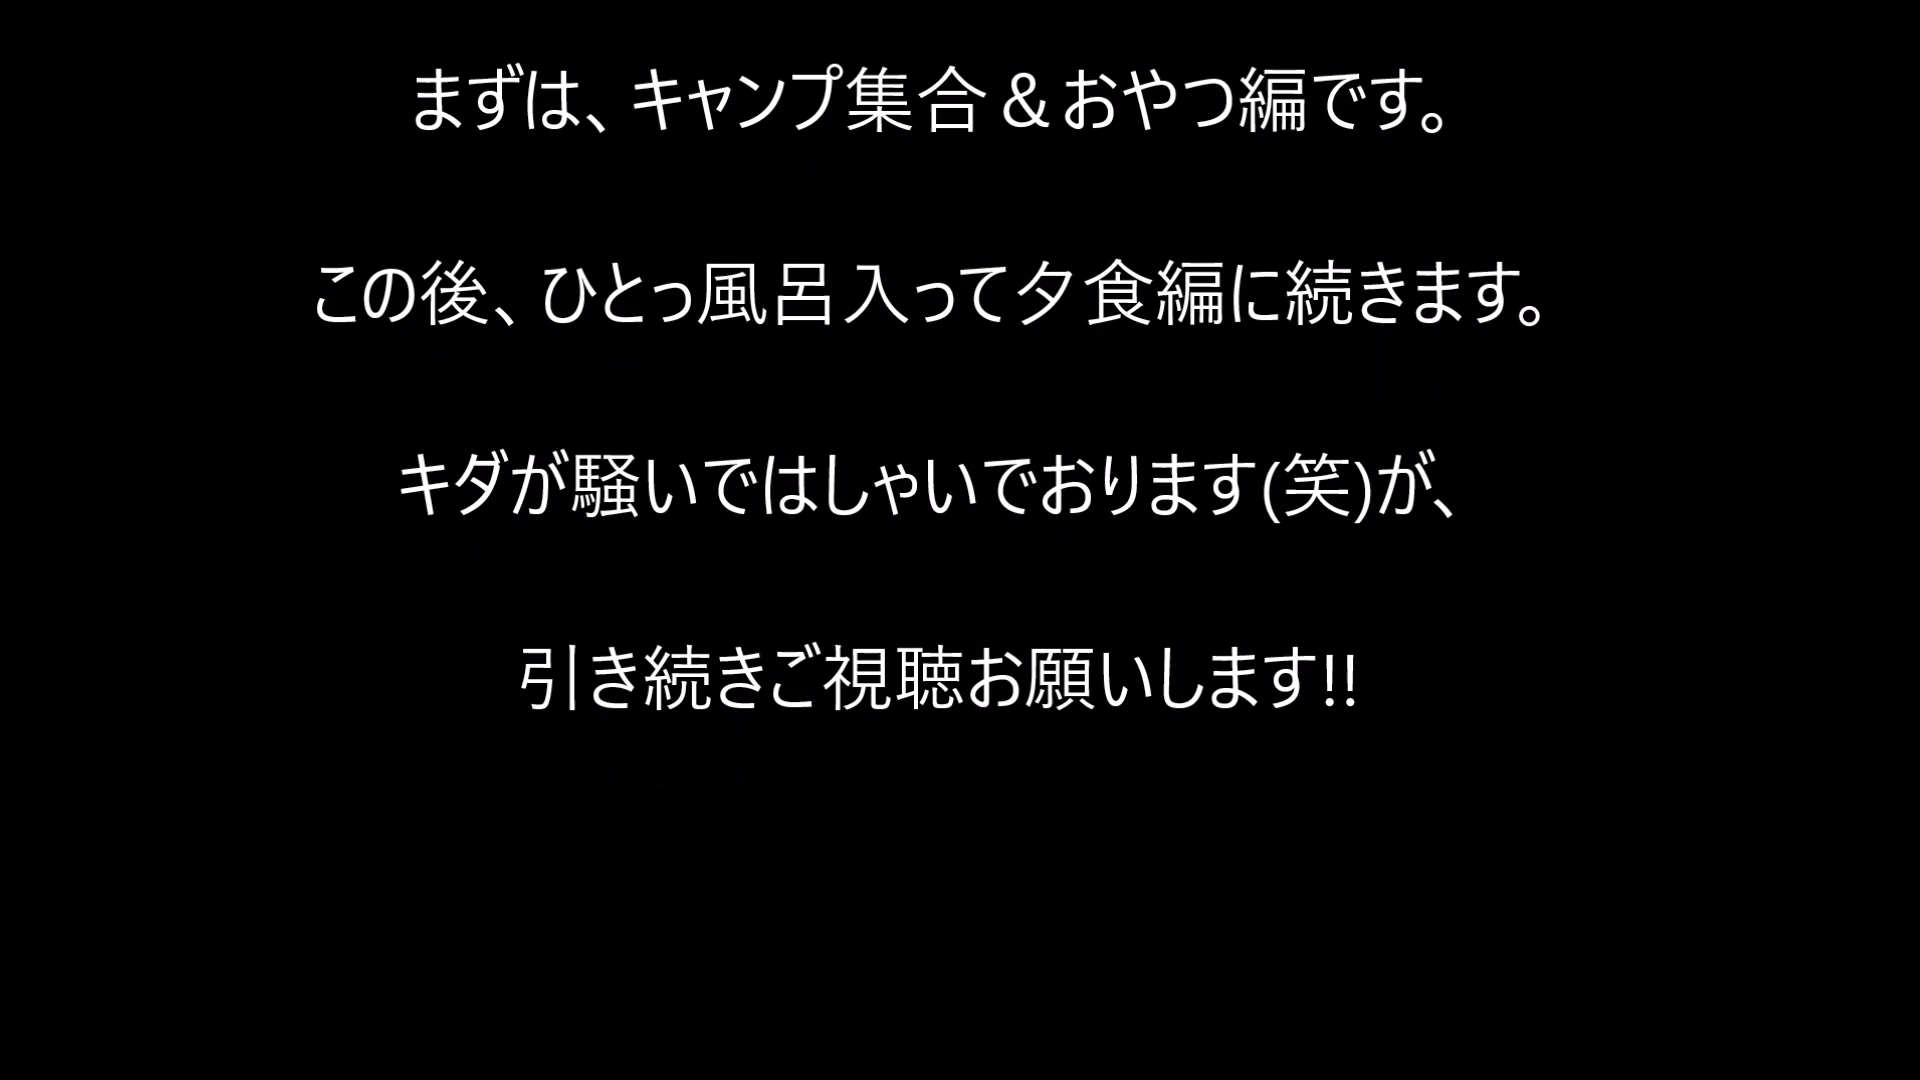 まずは、キャンプ集合＆おやつ編です。
この後、ひとっ風呂入って夕食編に続きます。
キダが騒いではしゃいでおります(笑)が、
引き続きご視聴お願いします!!